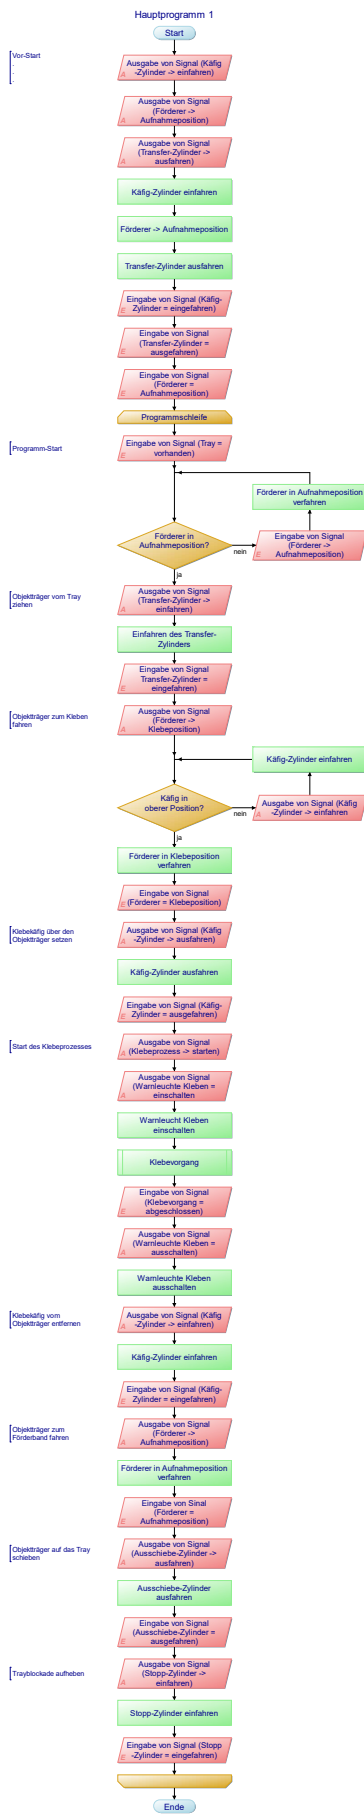 Hauptprogramm 1
Start
Vor-Start
.
.
.
Ausgabe von Signal (Käfig
-Zylinder -> einfahren)
A
Ausgabe von Signal
(Förderer ->
Aufnahmeposition)
A
Ausgabe von Signal
(Transfer-Zylinder ->
ausfahren)
A
Käfig-Zylinder einfahren
Förderer -> Aufnahmeposition
Transfer-Zylinder ausfahren
Eingabe von Signal (Käfig-
Zylinder = eingefahren)
E
Eingabe von Signal
(Transfer-Zylinder =
ausgefahren)
E
Eingabe von Signal
(Förderer =
Aufnahmeposition)
E
Programmschleife
Programm-Start
Eingabe von Signal (Tray =
vorhanden)
E
Förderer in Aufnahmeposition
verfahren
Förderer in
Aufnahmeposition?
nein
Eingabe von Signal
(Förderer ->
Aufnahmeposition)
E
ja
Objektträger vom Tray
ziehen
Ausgabe von Signal
(Transfer-Zylinder ->
einfahren)
A
Einfahren des Transfer-
Zylinders
Eingabe von Signal
Transfer-Zylinder =
eingefahren)
E
Objektträger zum Kleben
fahren
Ausgabe von Signal
(Förderer ->
Klebeposition)
A
Käfig-Zylinder einfahren
Käfig in
oberer Position?
nein
Ausgabe von Signal (Käfig
-Zylinder -> einfahren
A
ja
Förderer in Klebeposition
verfahren
Eingabe von Signal
(Förderer = Klebeposition)
E
Klebekäfig über den
Objektträger setzen
Ausgabe von Signal (Käfig
-Zylinder -> ausfahren)
A
Käfig-Zylinder ausfahren
Eingabe von Signal (Käfig-
Zylinder = ausgefahren)
E
Start des Klebeprozesses
Ausgabe von Signal
(Klebeprozess -> starten)
A
Ausgabe von Signal
(Warnleuchte Kleben =
einschalten
A
Warnleucht Kleben
einschalten
Klebevorgang
Eingabe von Signal
(Klebevorgang =
abgeschlossen)
E
Ausgabe von Signal
(Warnleuchte Kleben =
ausschalten)
A
Warnleuchte Kleben
ausschalten
Klebekäfig vom
Objektträger entfernen
Ausgabe von Signal (Käfig
-Zylinder -> einfahren)
A
Käfig-Zylinder einfahren
Eingabe von Signal (Käfig-
Zylinder = eingefahren)
E
Objektträger zum
Förderband fahren
Ausgabe von Signal
(Förderer ->
Aufnahmeposition)
A
Förderer in Aufnahmeposition
verfahren
Eingabe von Sinal
(Förderer =
Aufnahmeposition)
E
Objektträger auf das Tray
schieben
Ausgabe von Signal
(Ausschiebe-Zylinder ->
ausfahren)
A
Ausschiebe-Zylinder
ausfahren
Eingabe von Signal
(Ausschiebe-Zylinder =
ausgefahren)
E
Trayblockade aufheben
Ausgabe von Signal
(Stopp-Zylinder ->
einfahren)
A
Stopp-Zylinder einfahren
Eingabe von Signal (Stopp
-Zylinder = eingefahren)
E
Ende